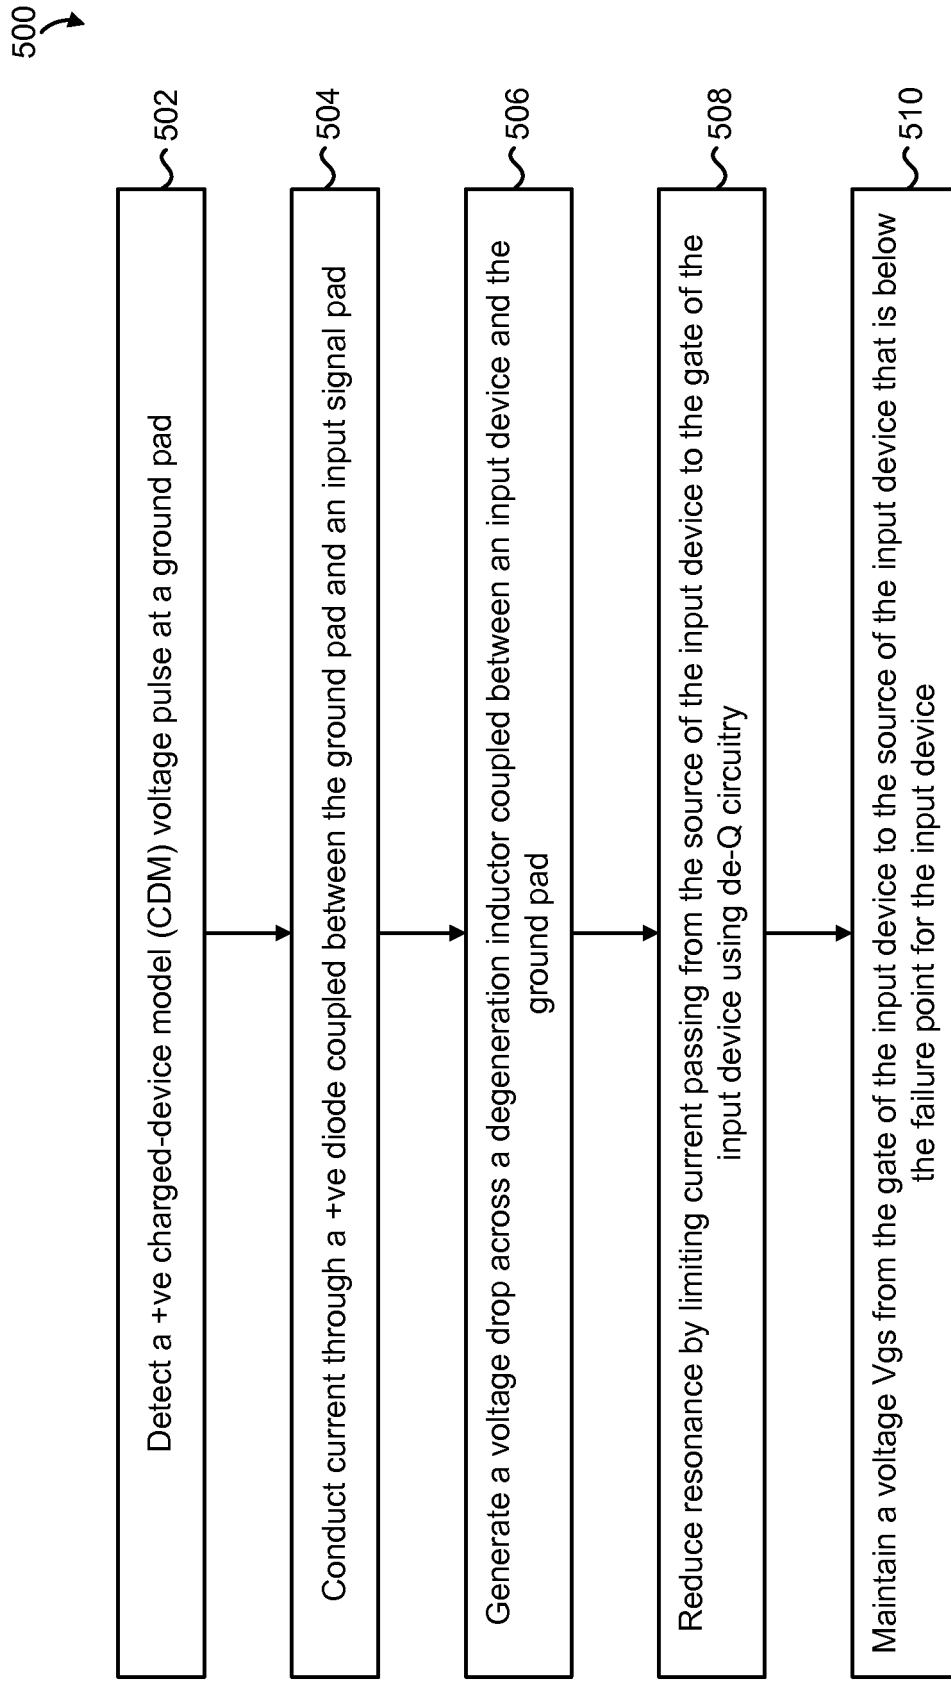 500
Detect a +ve charged-device model (CDM) voltage pulse at a ground pad
502
Conduct current through a +ve diode coupled between the ground pad and an input signal pad
504
Generate a voltage drop across a degeneration inductor coupled between an input device and the
ground pad
506
Reduce resonance by limiting current passing from the source of the input device to the gate of the
input device using de-Q circuitry
508
Maintain a voltage Vgs from the gate of the input device to the source of the input device that is below
the failure point for the input device
510